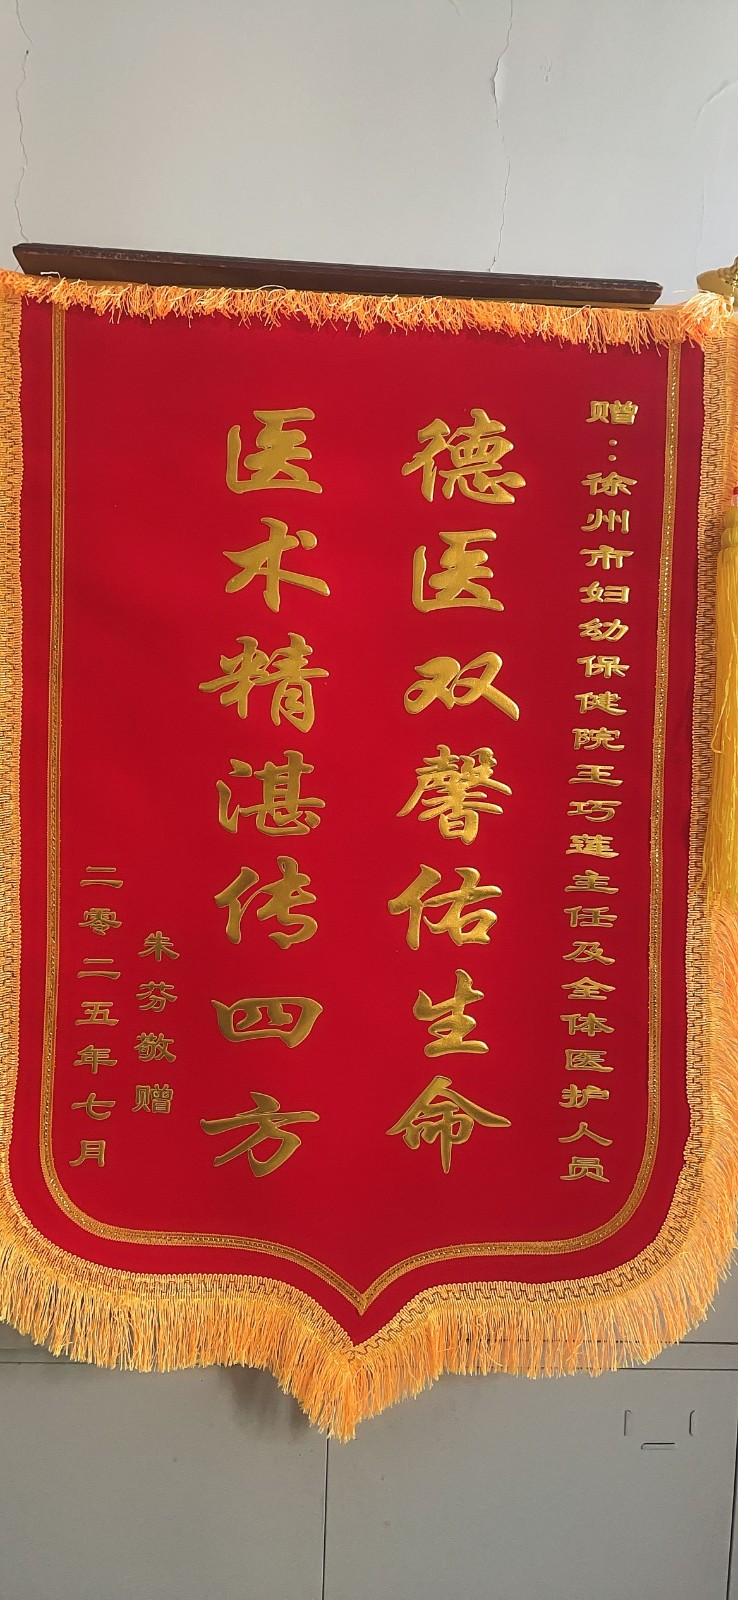 赠：徐州市妇幼保健院王巧莲主任及全体医护人员
德医双馨佑生命
医术精湛传四方
朱芬敬赠
二零二五年七月